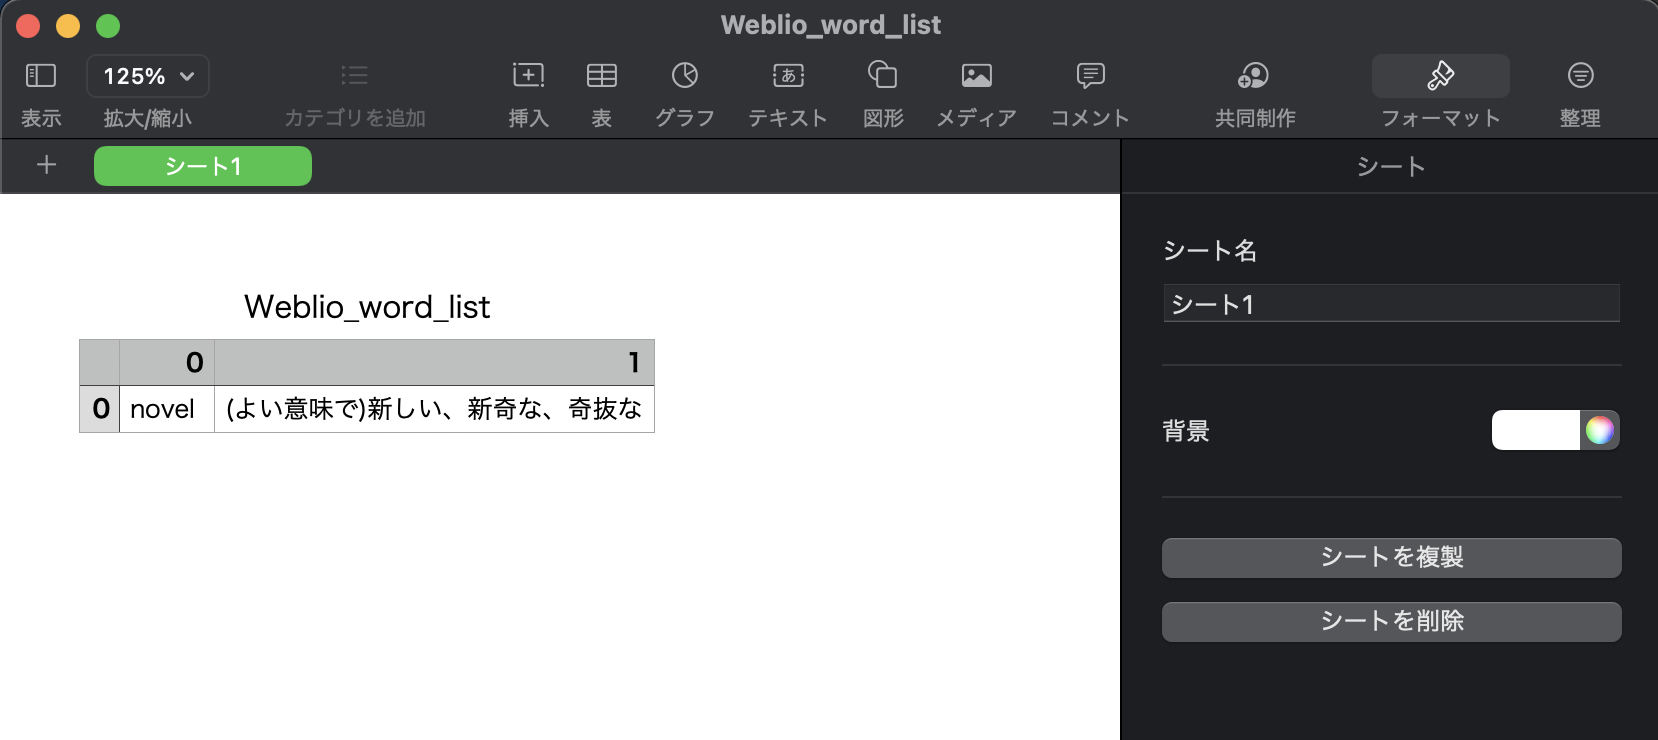 Weblio_word_list
125%
表示 拡大/縮小 カテゴリを追加 挿入 表 グラフ テキスト 図形 メディア コメント 共同制作 フォーマット 整理
シート1
シート
シート名
シート1
背景
シートを複製
シートを削除
Weblio_word_list
0 1
0 novel (よい意味で)新しい、新奇な、奇抜な